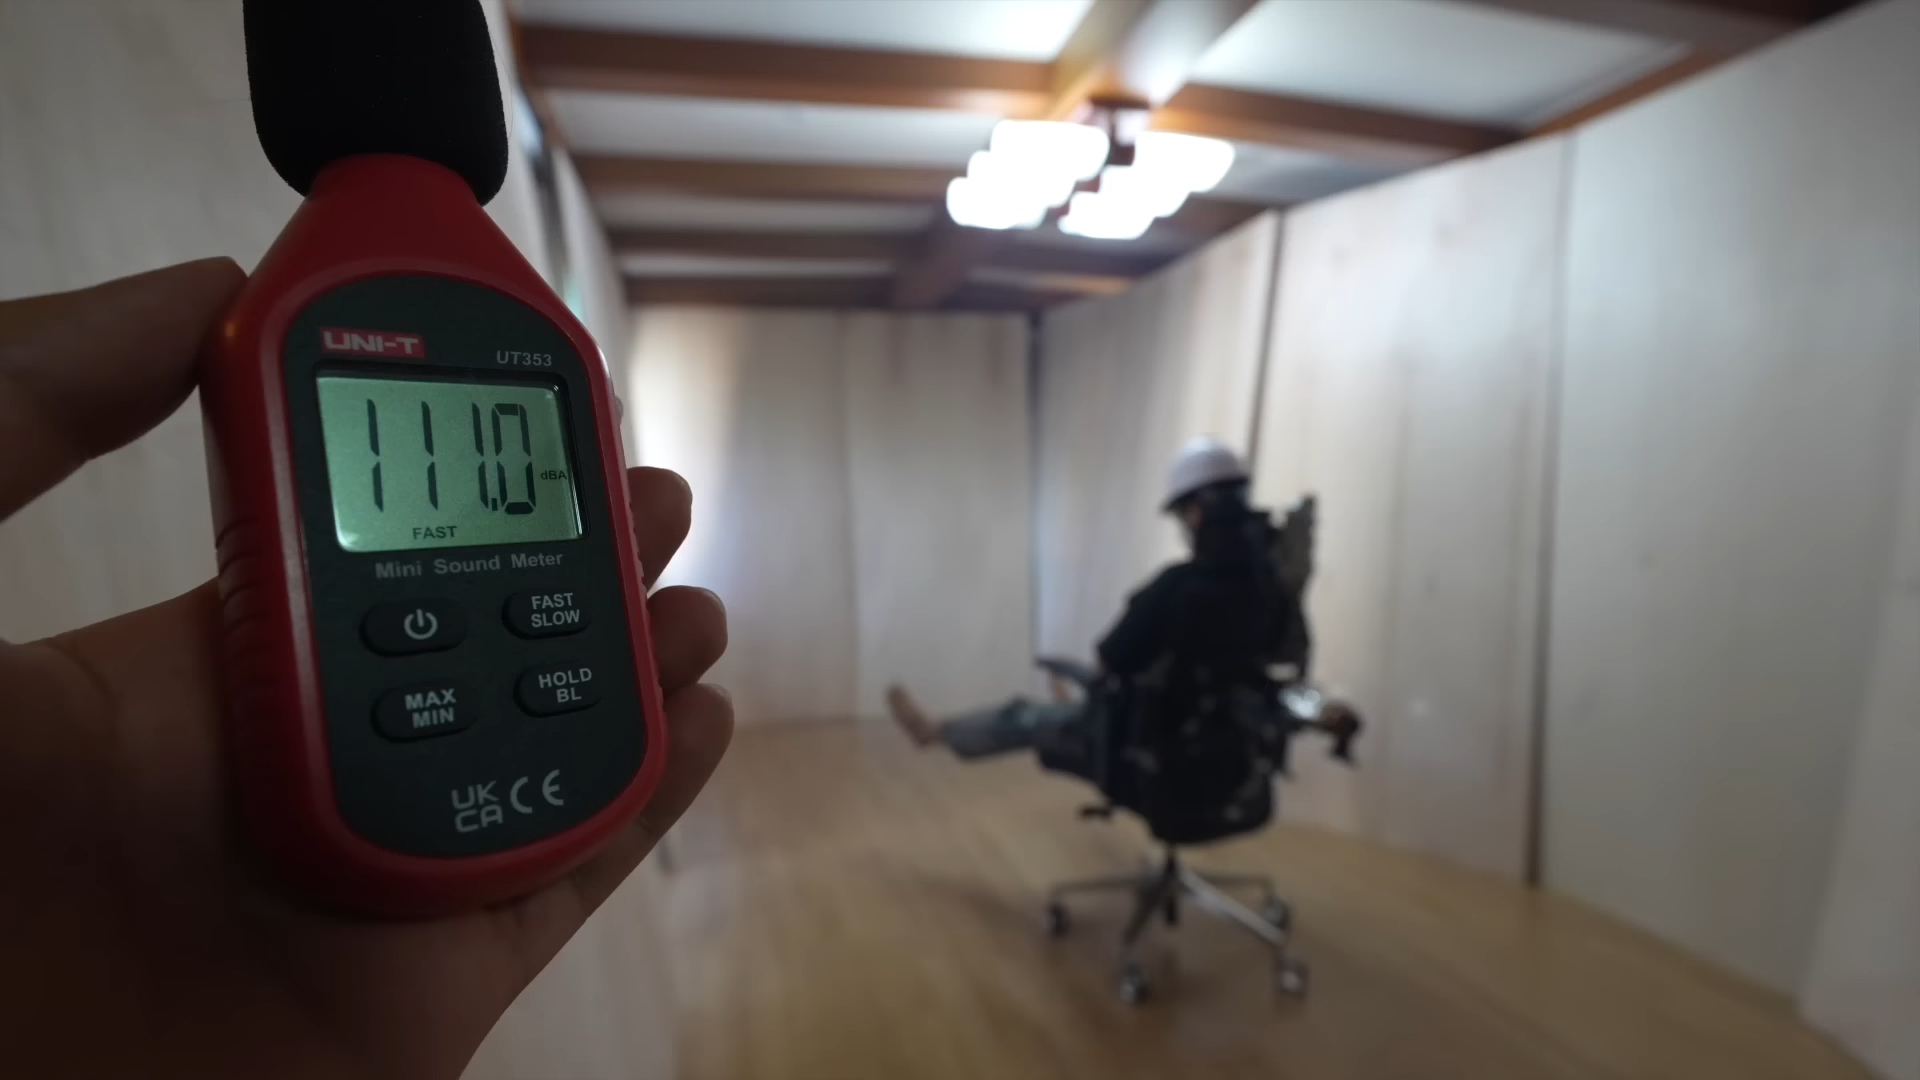 UNI-T
UT353
111.0
dBA
FAST
Mini Sound Meter
FAST
SLOW
MAX
MIN
HOLD
BL
UK
CA
CE